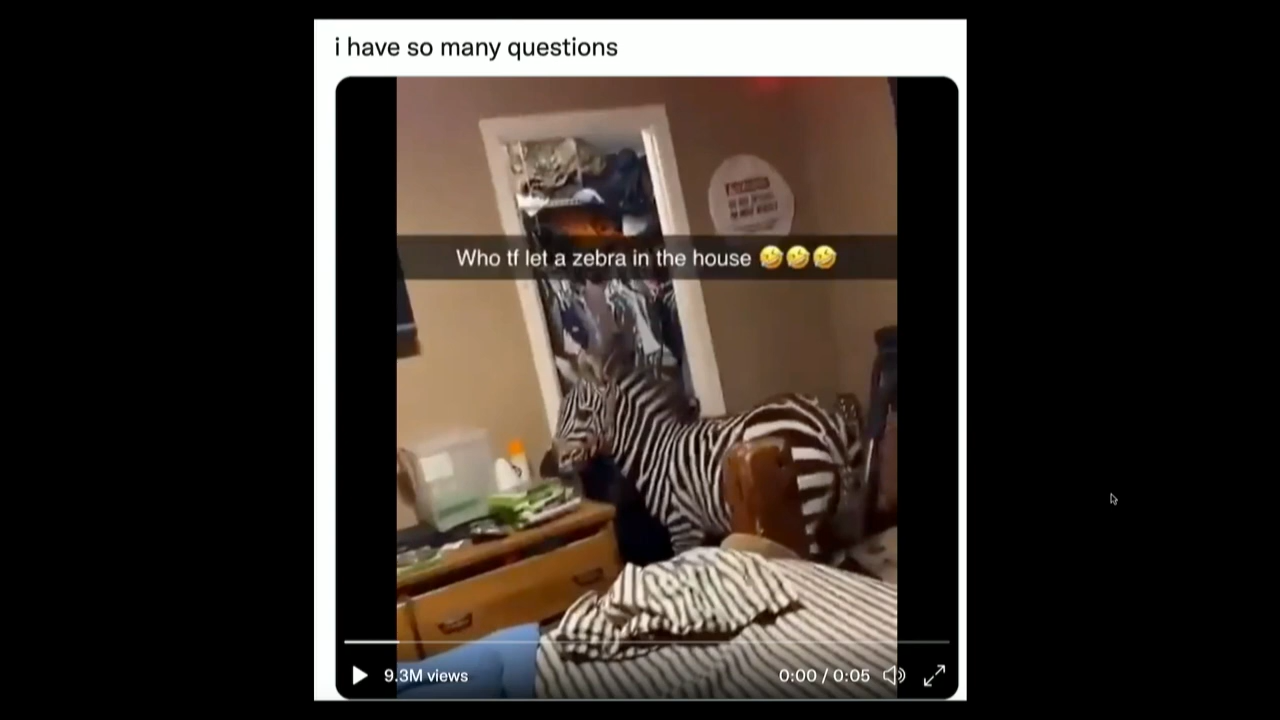 i have so many questions
Who tf let a zebra in the house 🤣🤣🤣
9.3M views
0:00 / 0:05